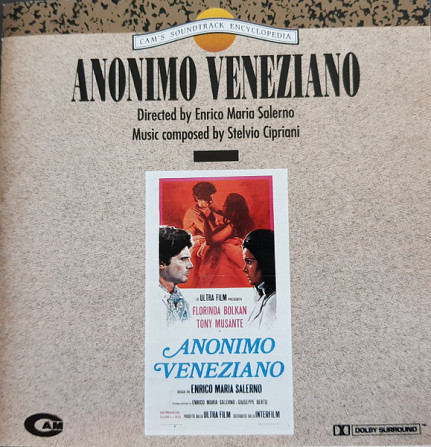 CAM'S SOUNDTRACK ENCYCLOPEDIA
ANONIMO VENEZIANO
Directed by Enrico Maria Salerno
Music composed by Stelvio Cipriani
ULTRA FILM
FLORINDA BOLKAN
TONY MUSANTE
ANONIMO
VENEZIANO
ENRICO MARIA SALERNO
ENRICO MARIA SALERNO · GIUSEPPE BERTO
ULTRA FILM INTERFILM
CAM
DOLBY SURROUND